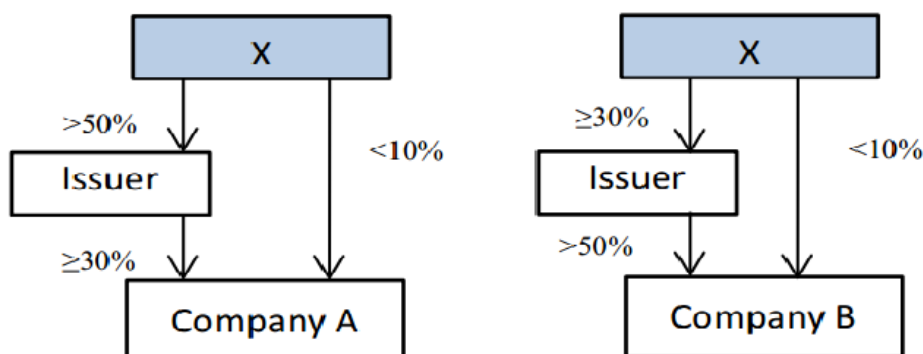 X
>50%
<10%
Issuer
≥30%
Company A
X
≥30%
<10%
Issuer
>50%
Company B